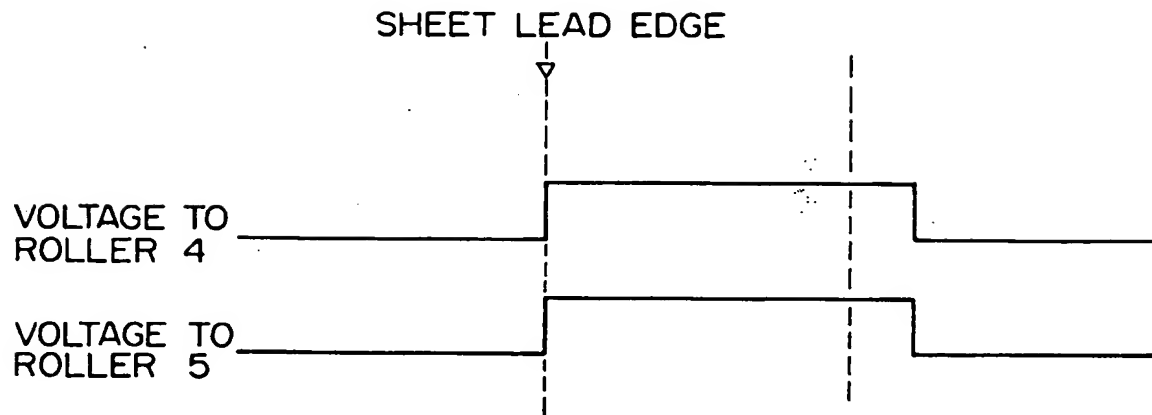 SHEET LEAD EDGE
VOLTAGE TO
ROLLER 4
VOLTAGE TO
ROLLER 5